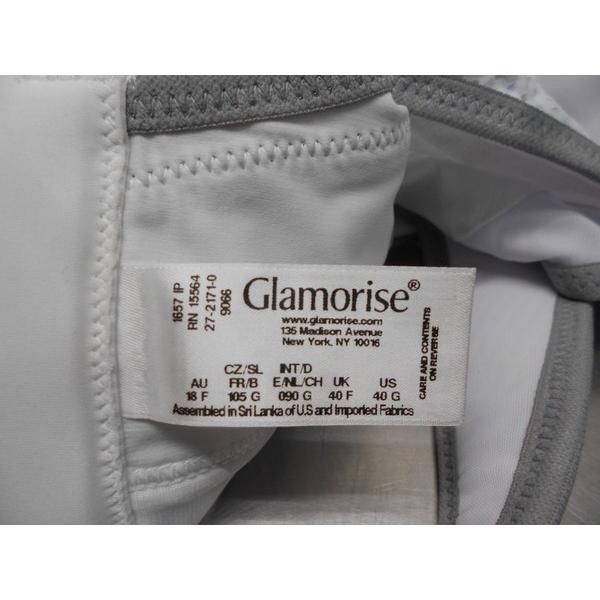 1657 IP
RN 15564
27-2171-0
9066
Glamorise®
www.glamorise.com
135 Madison Avenue
New York, NY 10016
CARE AND CONTENTS
ON REVERSE
CZ/SL INT/D
AU FR/B E/NL/CH UK US
18 F 105 G 090 G 40 F 40 G
Assembled in Sri Lanka of U.S and Imported Fabrics